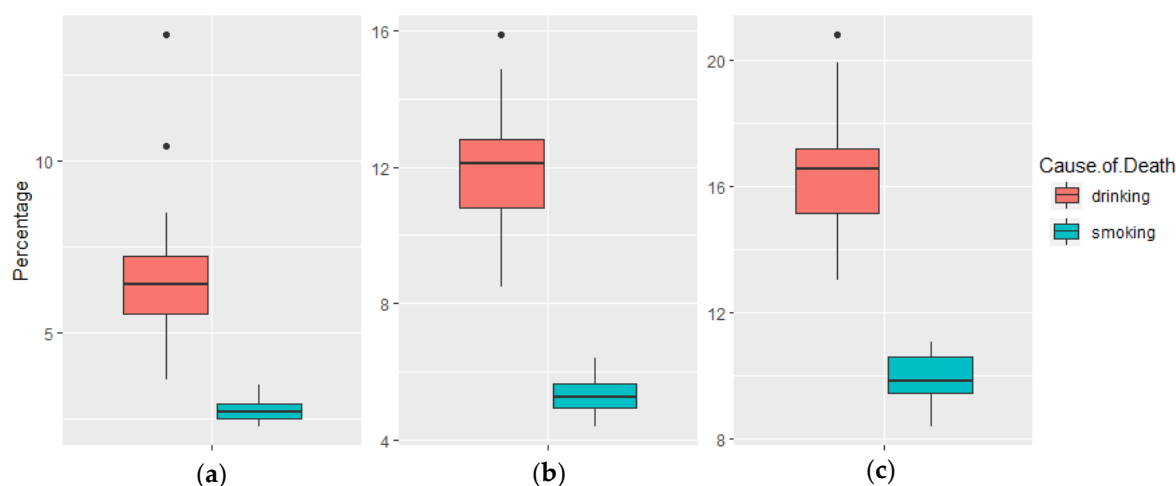 Percentage
10
5
16
12
8
4
20
16
12
8
Cause.of.Death
drinking
smoking
(a)
(b)
(c)